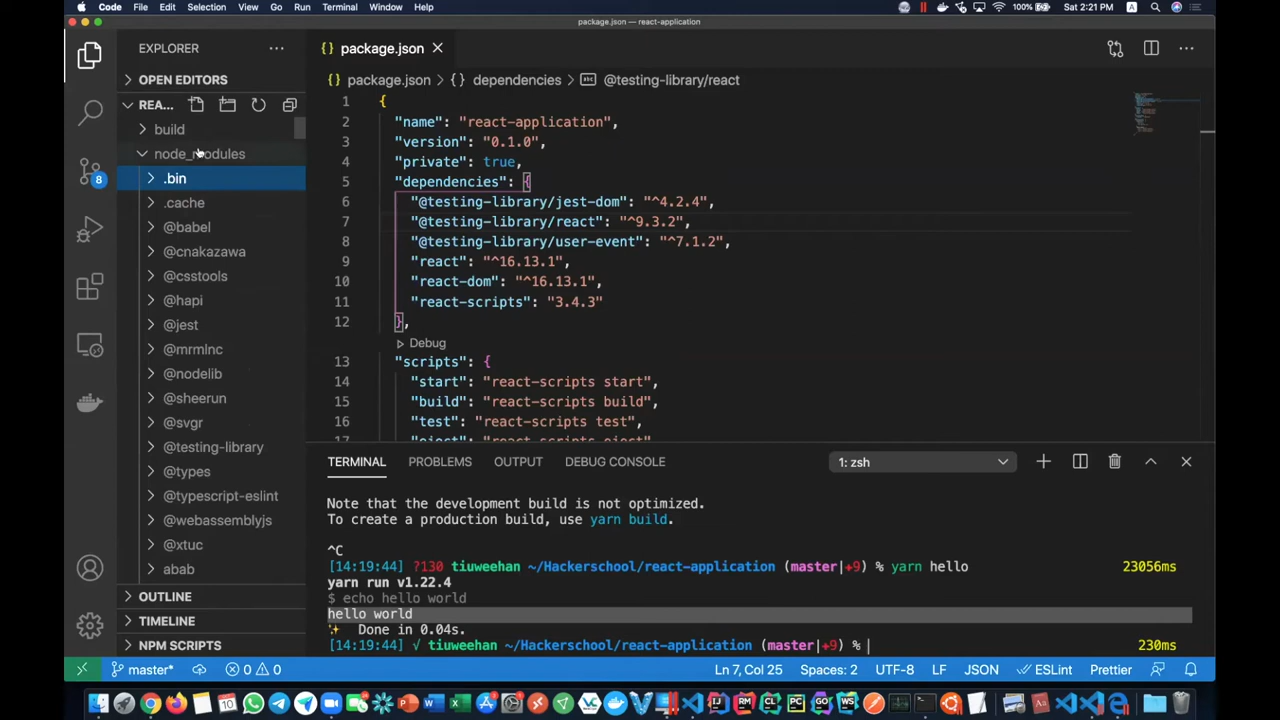 Code File Edit Selection View Go Run Terminal Window Help 100% Sat 2:21 PM A
package.json — react-application
EXPLORER
OPEN EDITORS
REA...
build
node_modules
.bin
.cache
@babel
@cnakazawa
@csstools
@hapi
@jest
@mrmlnc
@nodelib
@sheerun
@svgr
@testing-library
@types
@typescript-eslint
@webassemblyjs
@xtuc
abab
OUTLINE
TIMELINE
NPM SCRIPTS
8
{} package.json
{} package.json > {} dependencies > @testing-library/react
1 {
2 "name": "react-application",
3 "version": "0.1.0",
4 "private": true,
5 "dependencies": {
6 "@testing-library/jest-dom": "^4.2.4",
7 "@testing-library/react": "^9.3.2",
8 "@testing-library/user-event": "^7.1.2",
9 "react": "^16.13.1",
10 "react-dom": "^16.13.1",
11 "react-scripts": "3.4.3"
12 },
Debug
13 "scripts": {
14 "start": "react-scripts start",
15 "build": "react-scripts build",
16 "test": "react-scripts test",
17 "eject": "react-scripts eject"
TERMINAL PROBLEMS OUTPUT DEBUG CONSOLE 1: zsh
Note that the development build is not optimized.
To create a production build, use yarn build.
^C
[14:19:44] ?130 tiuweehan ~/Hackerschool/react-application (master|+9) % yarn hello 23056ms
yarn run v1.22.4
$ echo hello world
hello world
✨ Done in 0.04s.
[14:19:44] √ tiuweehan ~/Hackerschool/react-application (master|+9) % 230ms
master* 0 0 Ln 7, Col 25 Spaces: 2 UTF-8 LF JSON ESLint Prettier